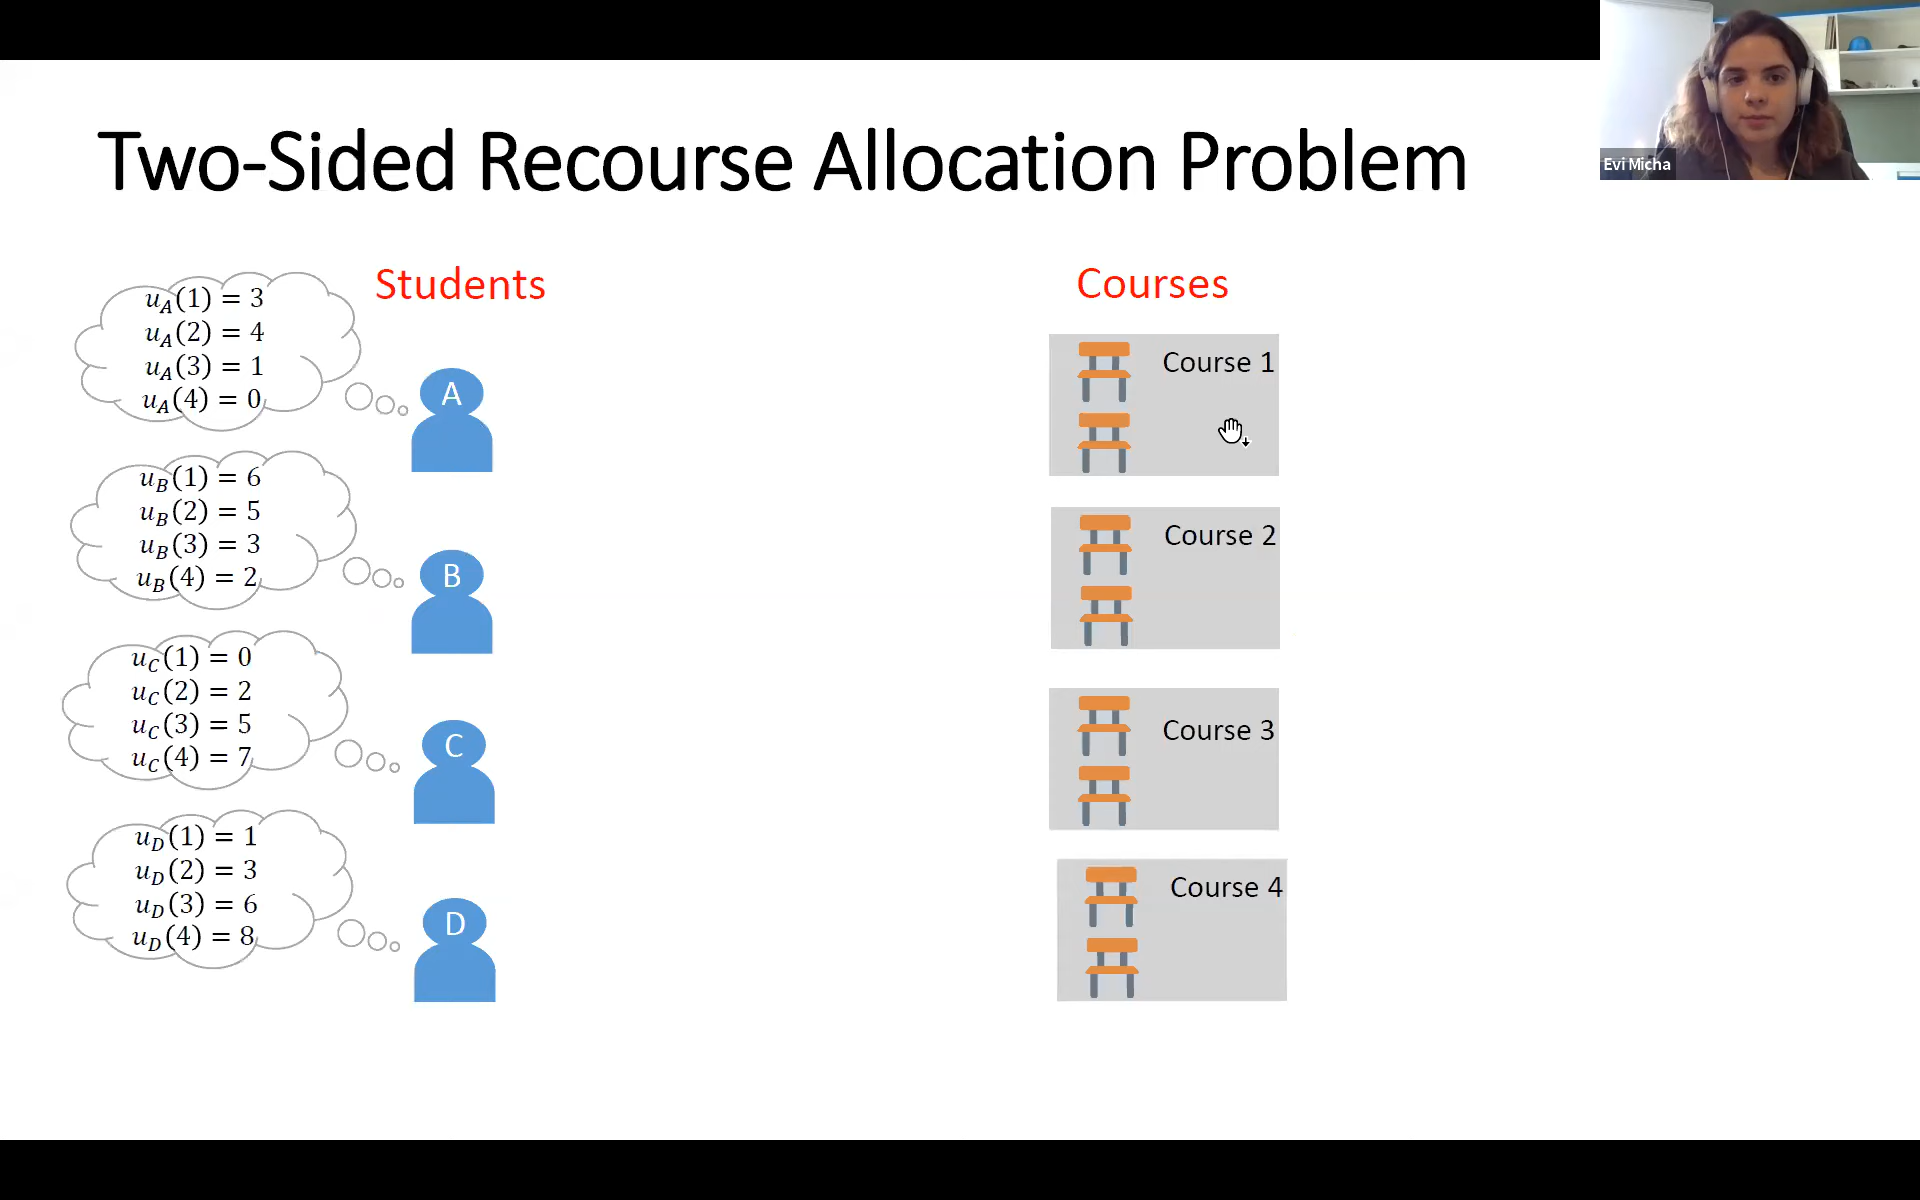 Evi Micha
Two-Sided Recourse Allocation Problem
Students
Courses
u_A(1) = 3
u_A(2) = 4
u_A(3) = 1
u_A(4) = 0
A
u_B(1) = 6
u_B(2) = 5
u_B(3) = 3
u_B(4) = 2
B
u_C(1) = 0
u_C(2) = 2
u_C(3) = 5
u_C(4) = 7
C
u_D(1) = 1
u_D(2) = 3
u_D(3) = 6
u_D(4) = 8
D
Course 1
Course 2
Course 3
Course 4